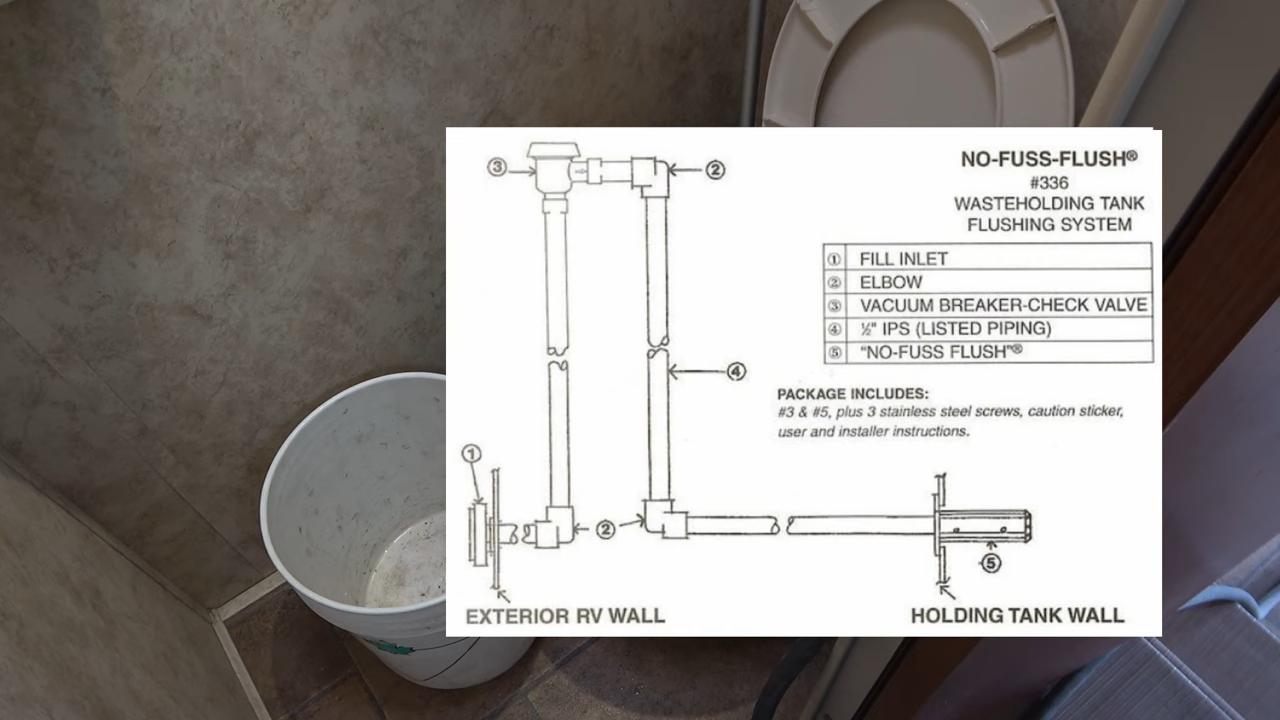 ③
②
NO-FUSS-FLUSH®
#336
WASTEHOLDING TANK
FLUSHING SYSTEM
① FILL INLET
② ELBOW
③ VACUUM BREAKER-CHECK VALVE
④ ½" IPS (LISTED PIPING)
⑤ "NO-FUSS FLUSH"®
④
PACKAGE INCLUDES:
#3 & #5, plus 3 stainless steel screws, caution sticker,
user and installer instructions.
①
②
⑤
EXTERIOR RV WALL
HOLDING TANK WALL